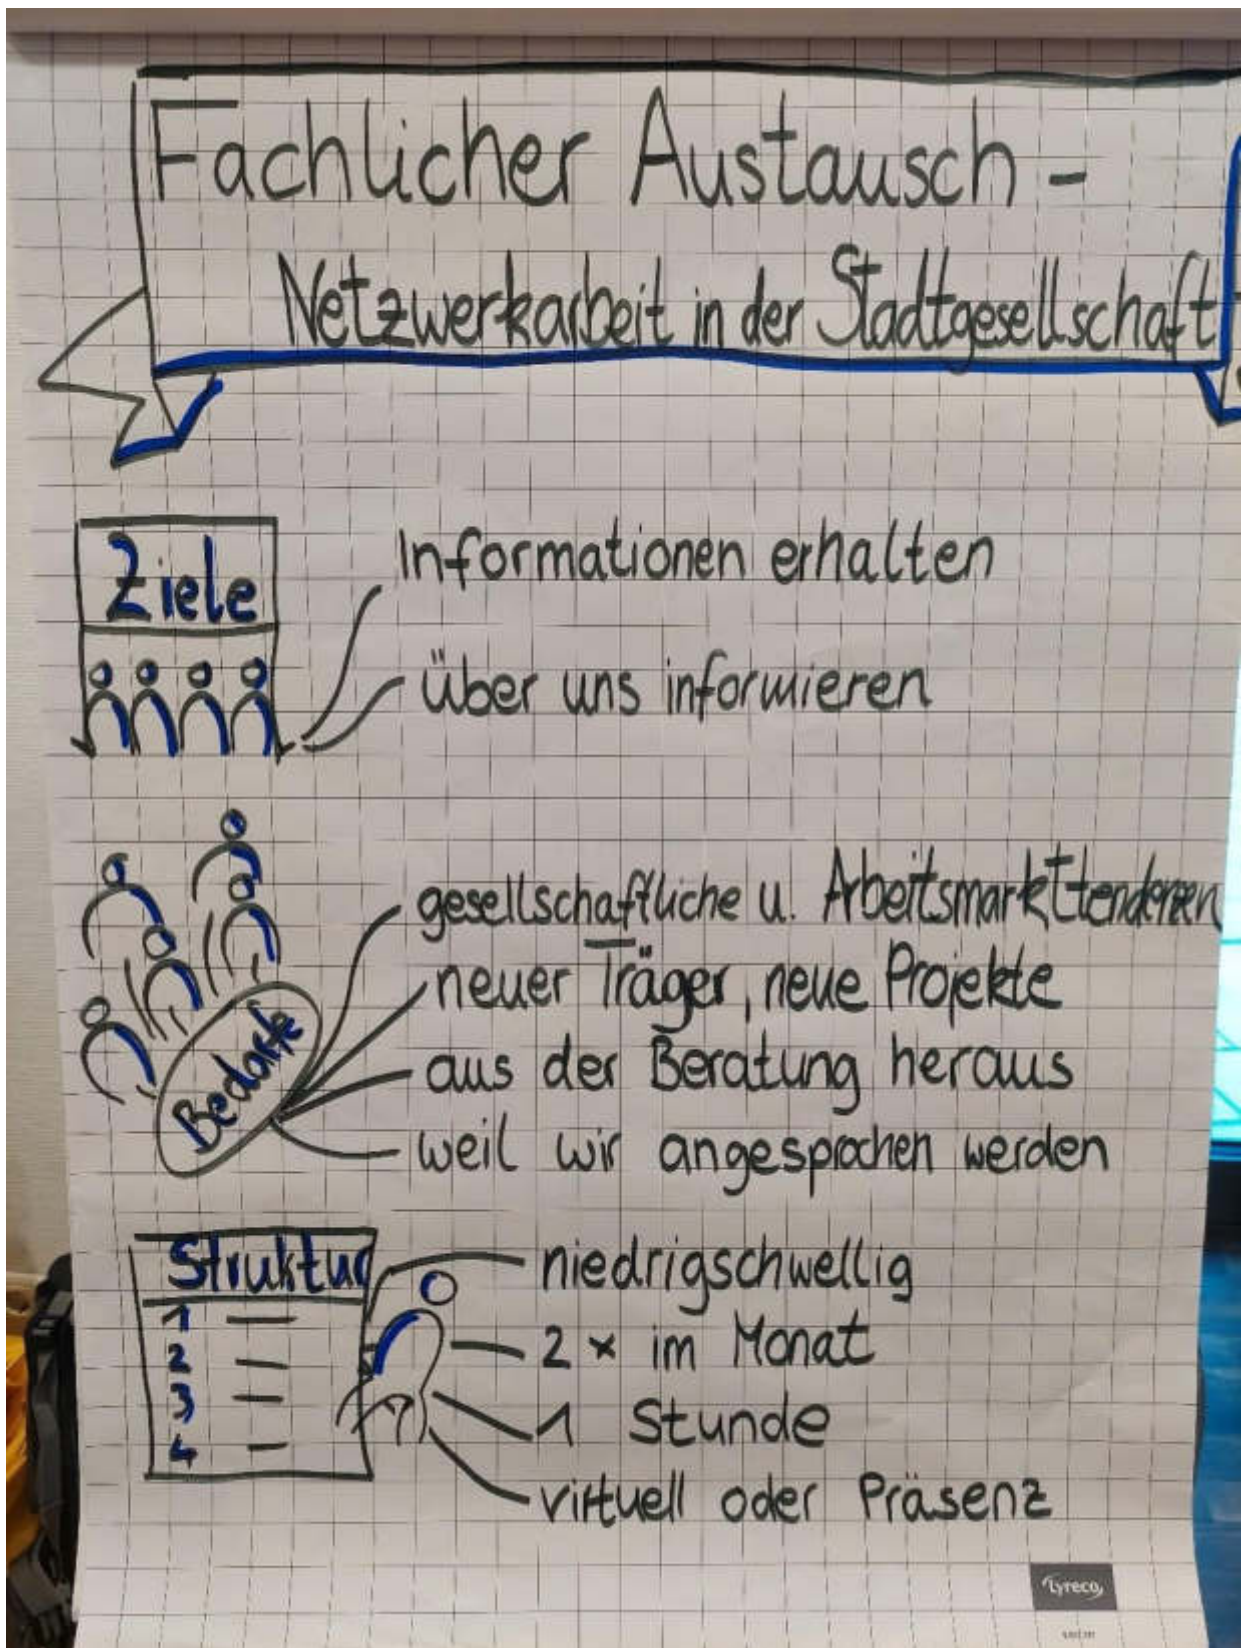 Fachlicher Austausch -
Netzwerkarbeit in der Stadtgesellschaft
Ziele
Informationen erhalten
über uns informieren
Bedarfe
gesellschaftliche u. Arbeitsmarkttendenzen
neuer Träger, neue Projekte
aus der Beratung heraus
weil wir angesprochen werden
Struktur
1
2
3
4
niedrigschwellig
2 x im Monat
1 Stunde
virtuell oder Präsenz
Lyreco